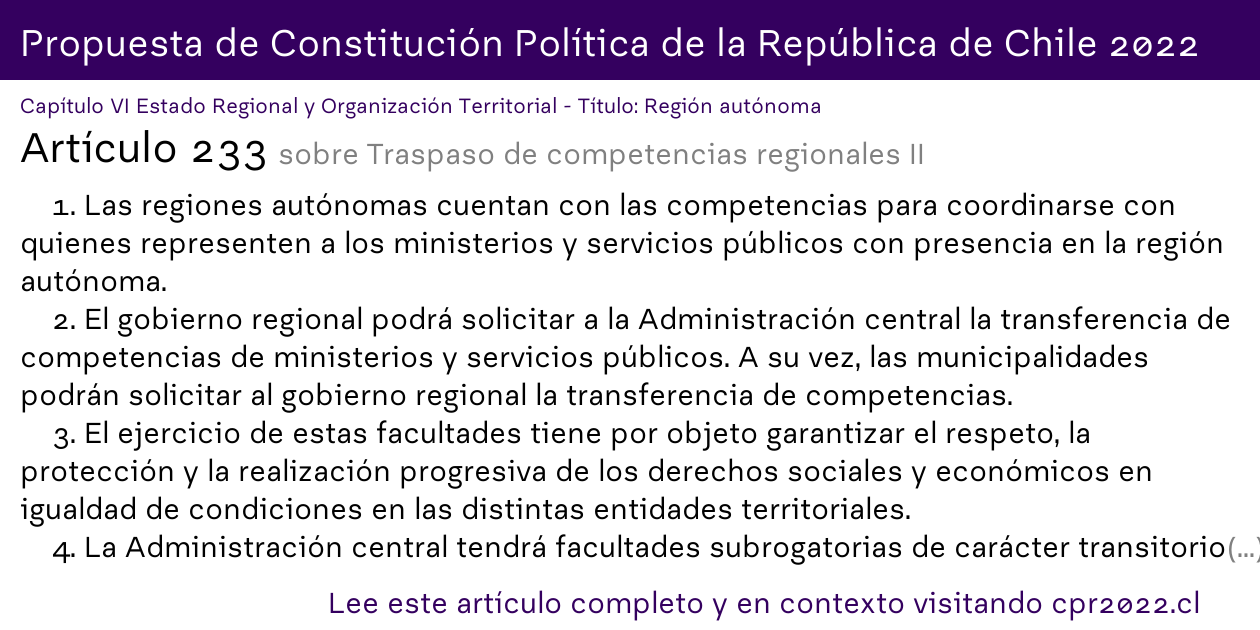 Propuesta de Constitución Política de la República de Chile 2022
Capítulo VI Estado Regional y Organización Territorial - Título: Región autónoma
Artículo 233 sobre Traspaso de competencias regionales II
1. Las regiones autónomas cuentan con las competencias para coordinarse con
quienes representen a los ministerios y servicios públicos con presencia en la región
autónoma.
2. El gobierno regional podrá solicitar a la Administración central la transferencia de
competencias de ministerios y servicios públicos. A su vez, las municipalidades
podrán solicitar al gobierno regional la transferencia de competencias.
3. El ejercicio de estas facultades tiene por objeto garantizar el respeto, la
protección y la realización progresiva de los derechos sociales y económicos en
igualdad de condiciones en las distintas entidades territoriales.
4. La Administración central tendrá facultades subrogatorias de carácter transitorio(...)
Lee este artículo completo y en contexto visitando cpr2022.cl